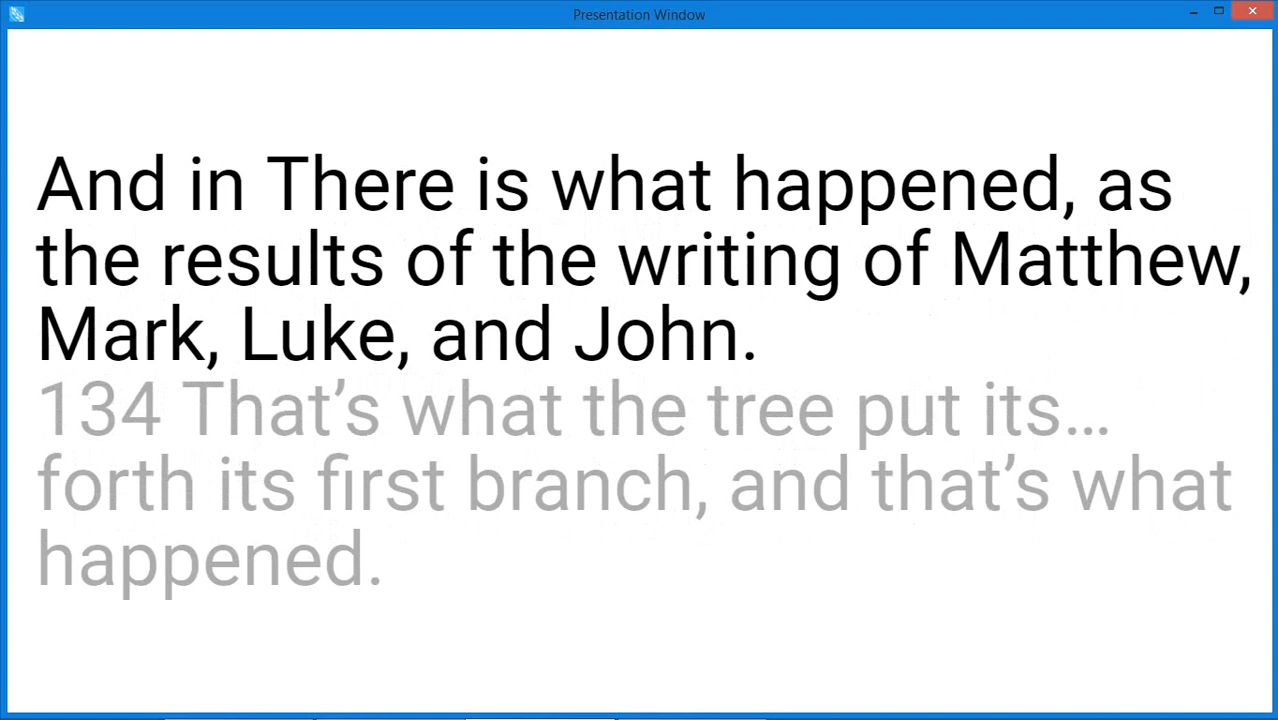 Presentation Window
And in There is what happened, as
the results of the writing of Matthew,
Mark, Luke, and John.
134 That’s what the tree put its…
forth its first branch, and that’s what
happened.